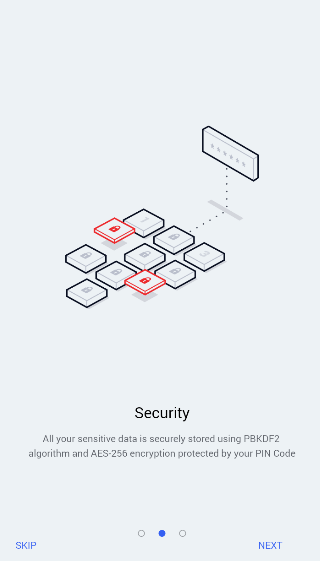 Security
All your sensitive data is securely stored using PBKDF2
algorithm and AES-256 encryption protected by your PIN Code
SKIP
NEXT